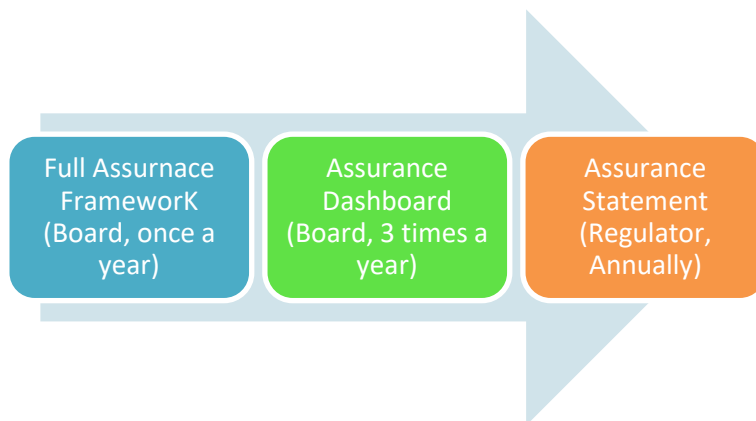 Full Assurnace
FrameworK
(Board, once a
year)
Assurance
Dashboard
(Board, 3 times a
year)
Assurance
Statement
(Regulator,
Annually)